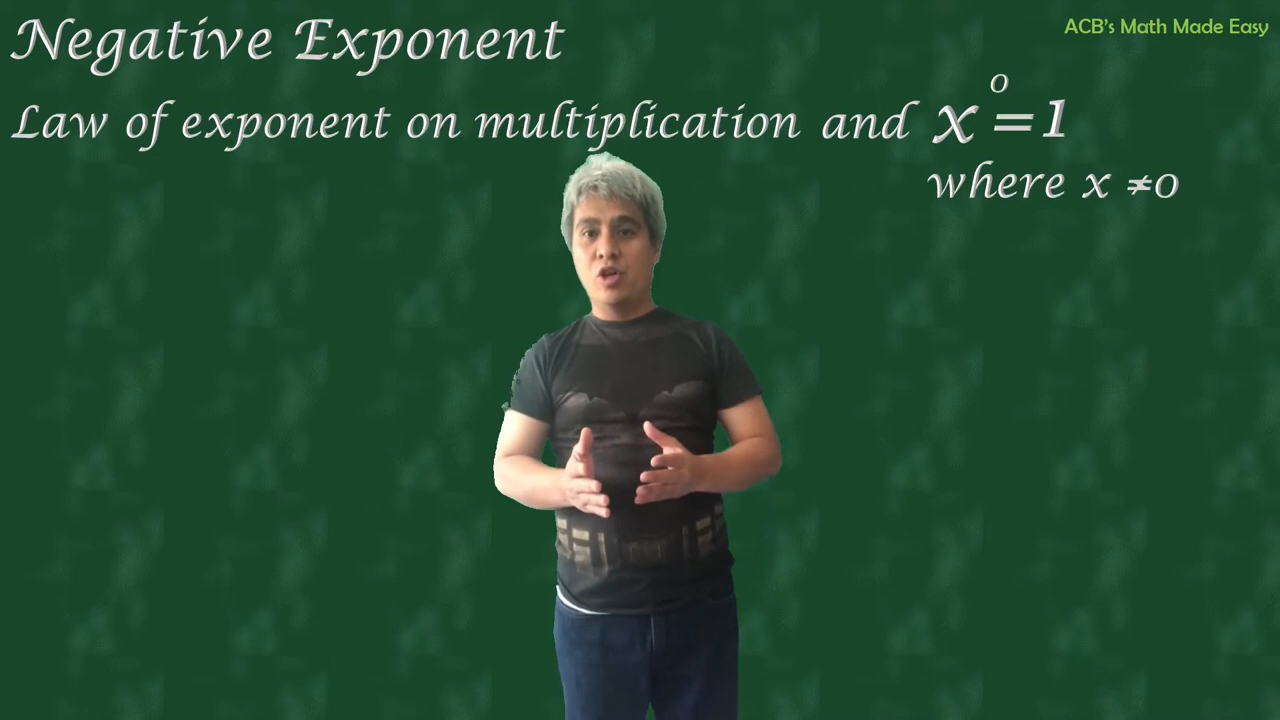 Negative Exponent
ACB's Math Made Easy
Law of exponent on multiplication and x⁰=1
where x ≠0